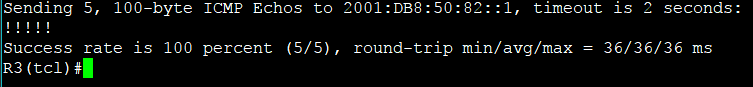 Sending 5, 100-byte ICMP Echos to 2001:DB8:50:82::1, timeout is 2 seconds:
!!!!!
Success rate is 100 percent (5/5), round-trip min/avg/max = 36/36/36 ms
R3(tcl)#